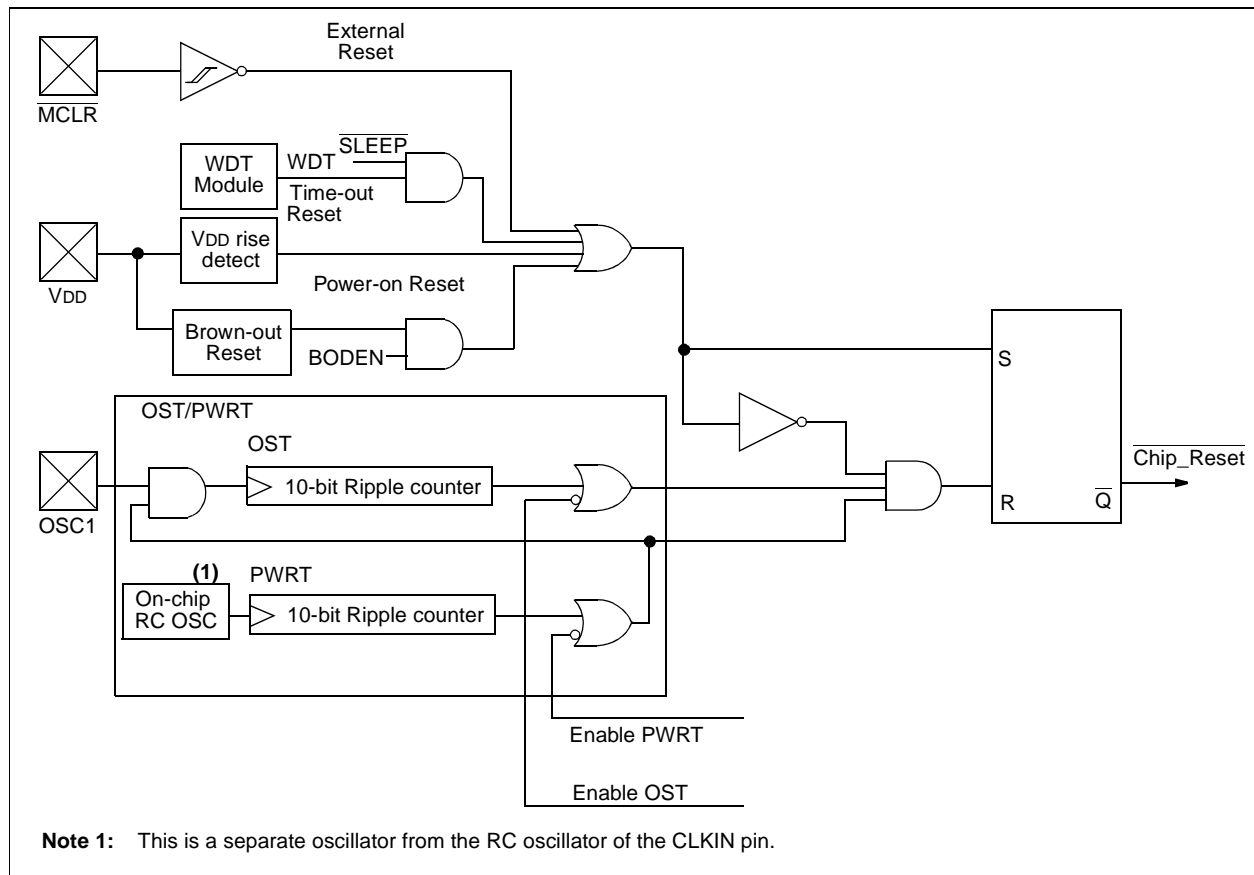 External
Reset
MCLR
SLEEP
WDT
Module
WDT
Time-out
Reset
VDD rise
detect
VDD
Power-on Reset
Brown-out
Reset
BODEN
S
OST/PWRT
OST
10-bit Ripple counter
OSC1
Chip_Reset
R
Q
(1)
PWRT
On-chip
RC OSC
10-bit Ripple counter
Enable PWRT
Enable OST
Note 1: This is a separate oscillator from the RC oscillator of the CLKIN pin.